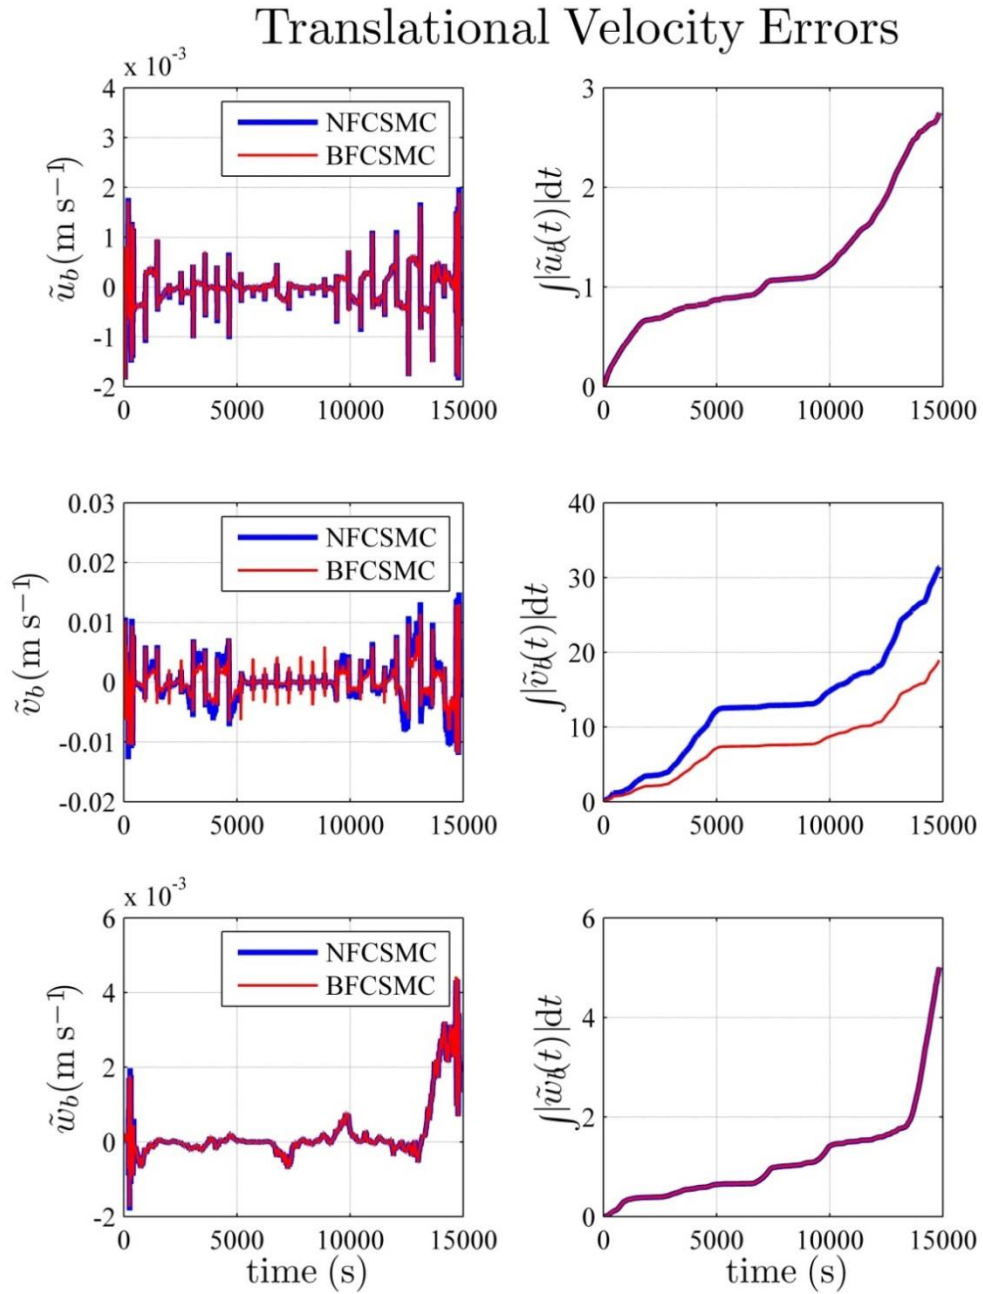 Translational Velocity Errors
x 10⁻³
4
3
2
1
0
-1
-2
ũ_b(m s⁻¹)
NFCSMC
BFCSMC
0 5000 10000 15000
3
2
1
0
∫|ũ_b(t)|dt
0 5000 10000 15000
0.03
0.02
0.01
0
-0.01
-0.02
ṽ_b(m s⁻¹)
NFCSMC
BFCSMC
0 5000 10000 15000
40
30
20
10
0
∫|ṽ_b(t)|dt
0 5000 10000 15000
x 10⁻³
6
4
2
0
-2
w̃_b(m s⁻¹)
NFCSMC
BFCSMC
0 5000 10000 15000
time (s)
6
4
2
0
∫|w̃_b(t)|dt
0 5000 10000 15000
time (s)